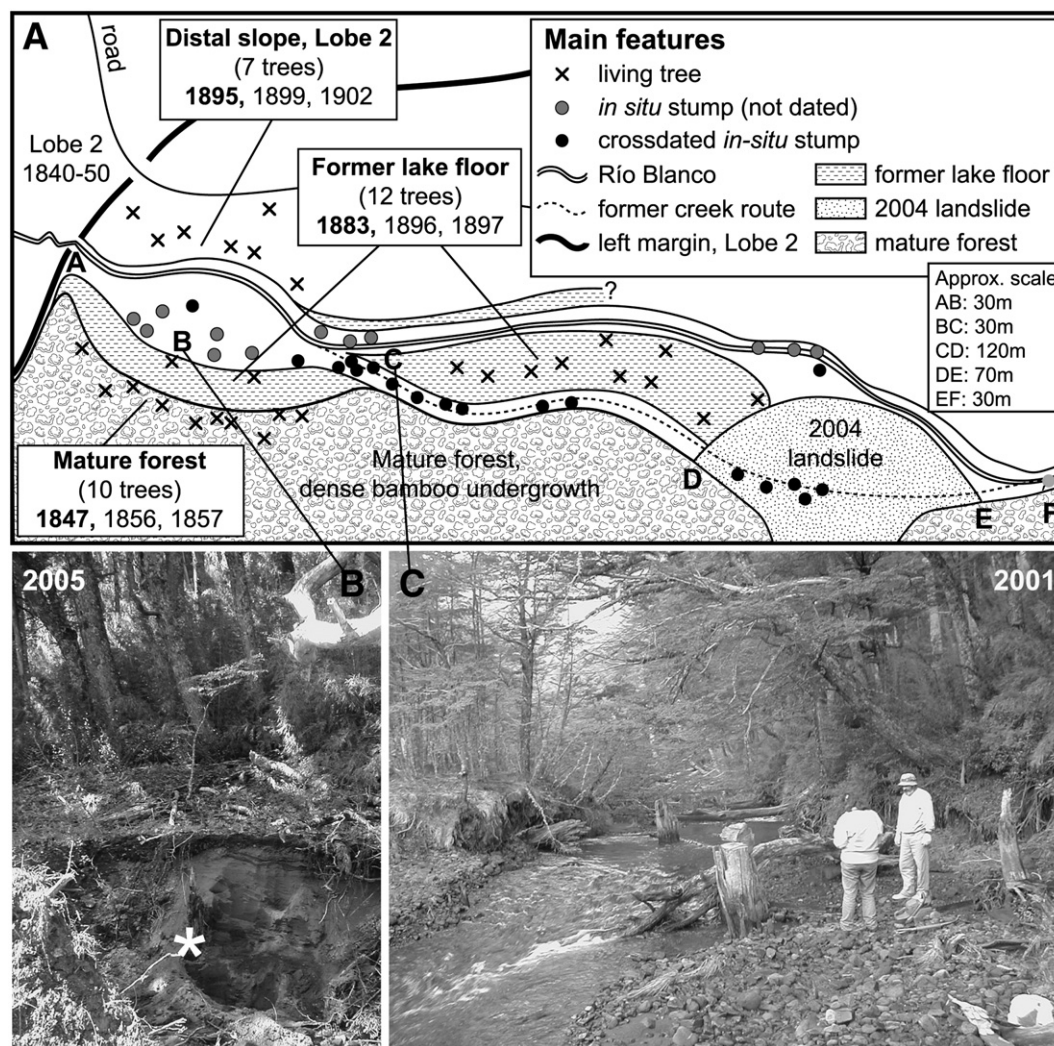 A
road
Distal slope, Lobe 2
(7 trees)
1895, 1899, 1902
Lobe 2
1840-50
Former lake floor
(12 trees)
1883, 1896, 1897
Main features
living tree
in situ stump (not dated)
crossdated in-situ stump
Río Blanco
former creek route
left margin, Lobe 2
former lake floor
2004 landslide
mature forest
Approx. scale
AB: 30m
BC: 30m
CD: 120m
DE: 70m
EF: 30m
A
?
B
C
2004
landslide
Mature forest
(10 trees)
1847, 1856, 1857
Mature forest,
dense bamboo undergrowth
D
E
F
2005
B
*
C
2001